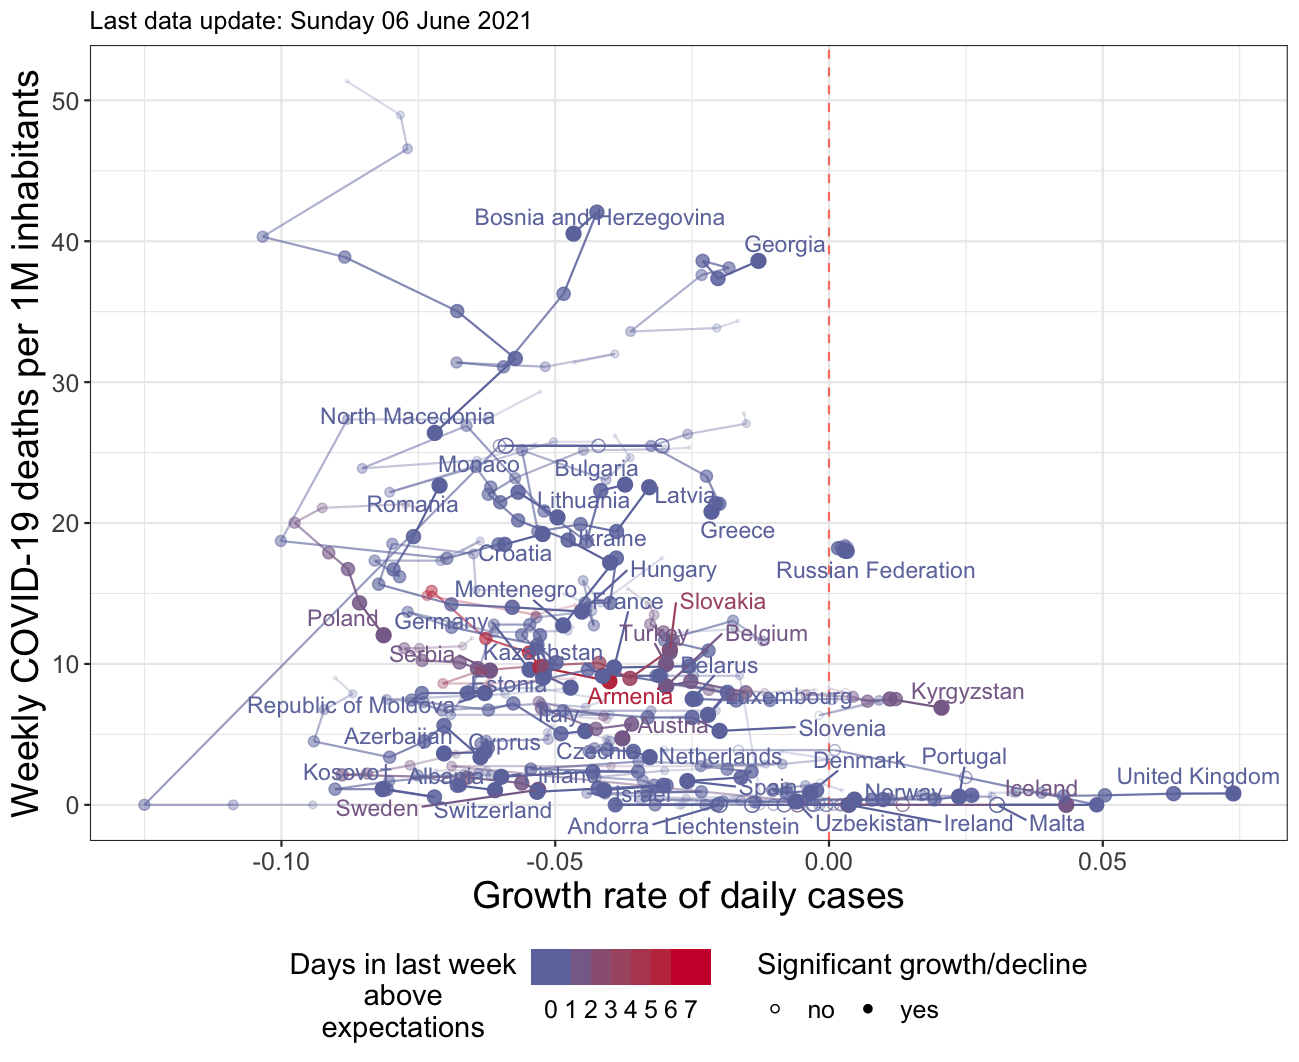 Last data update: Sunday 06 June 2021
Weekly COVID-19 deaths per 1M inhabitants
50
40
30
20
10
0
Bosnia and Herzegovina
Georgia
North Macedonia
Monaco
Bulgaria
Romania
Lithuania
Latvia
Greece
Ukraine
Croatia
Russian Federation
Hungary
Montenegro
France
Slovakia
Poland
Germany
Turkey
Belgium
Serbia
Kazakhstan
Belarus
Estonia
Armenia
Luxembourg
Kyrgyzstan
Republic of Moldova
Italy
Austria
Slovenia
Azerbaijan
Cyprus
Czechia
Netherlands
Denmark
Portugal
Kosovo
Albania
Finland
Israel
Spain
Norway
Iceland
United Kingdom
Sweden
Switzerland
Andorra
Liechtenstein
Uzbekistan
Ireland
Malta
-0.10
-0.05
0.00
0.05
Growth rate of daily cases
Days in last week
above
expectations
0 1 2 3 4 5 6 7
Significant growth/decline
no
yes